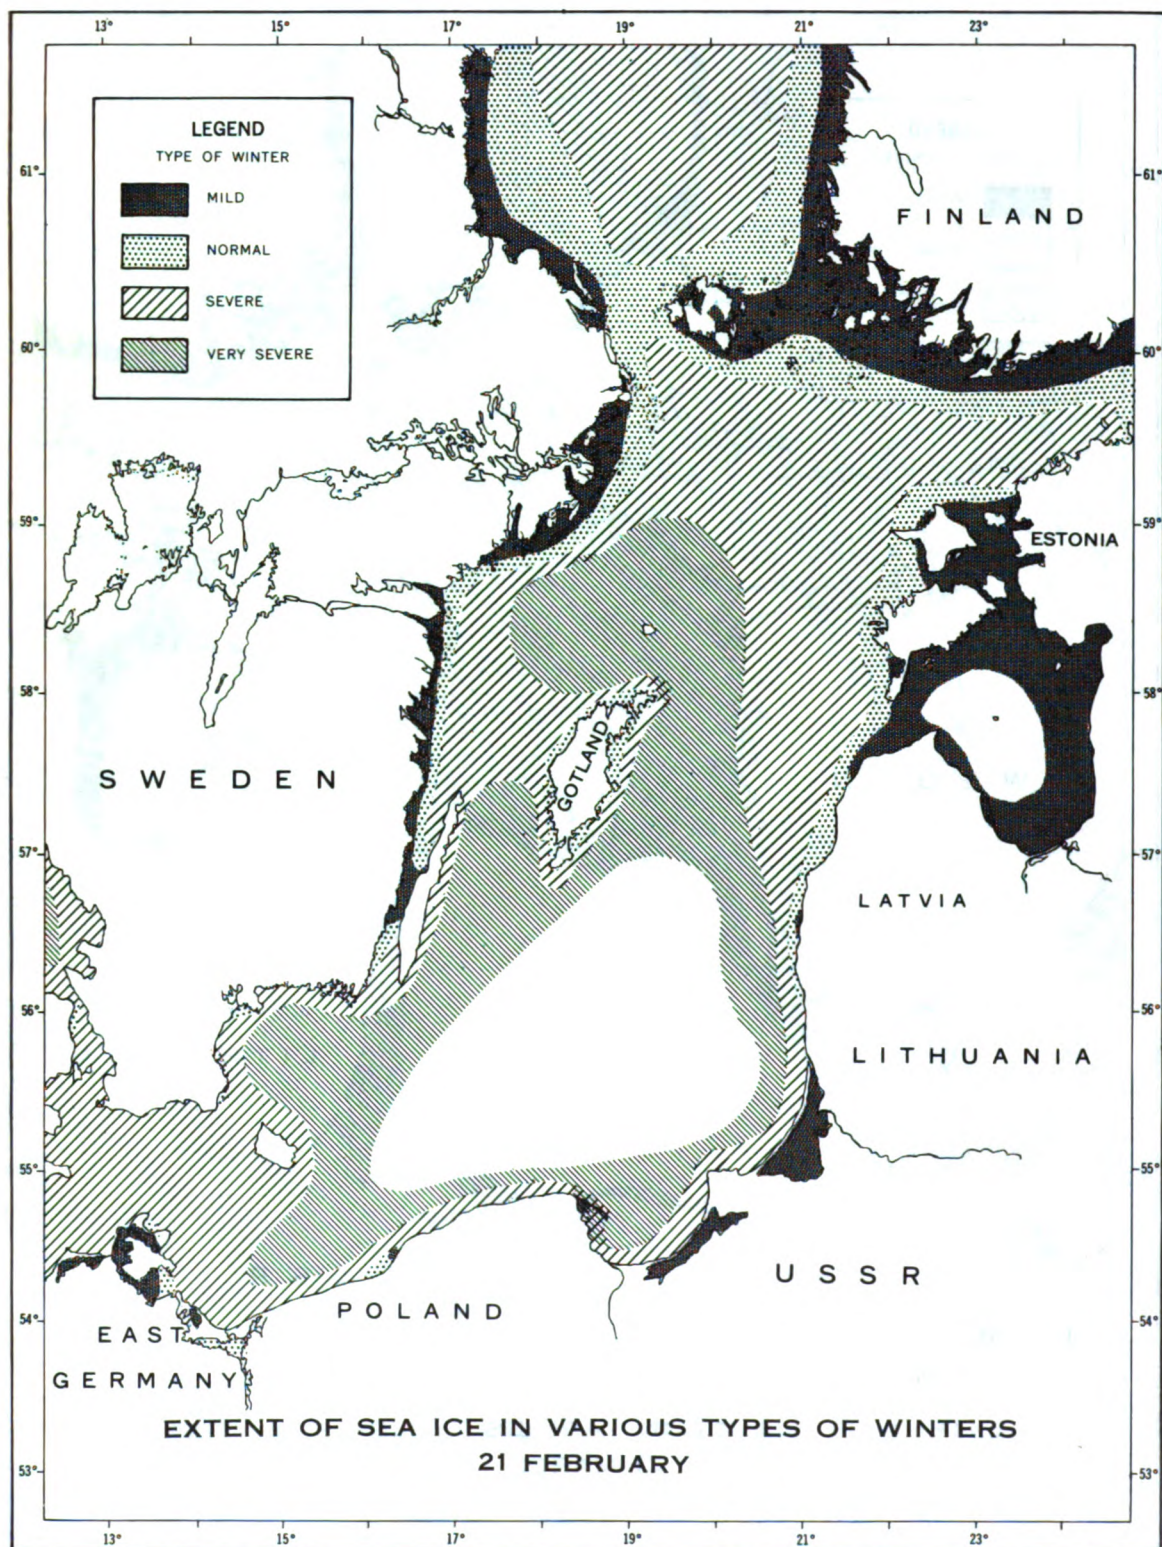 13° 15° 17° 19° 21° 23°
LEGEND
TYPE OF WINTER
MILD
NORMAL
SEVERE
VERY SEVERE
61° 61°
FINLAND
60° 60°
59° 59°
ESTONIA
58° 58°
SWEDEN
GOTLAND
57° 57°
LATVIA
56° 56°
LITHUANIA
55° 55°
USSR
POLAND
54° 54°
EAST
GERMANY
EXTENT OF SEA ICE IN VARIOUS TYPES OF WINTERS
21 FEBRUARY
53° 53°
13° 15° 17° 19° 21° 23°